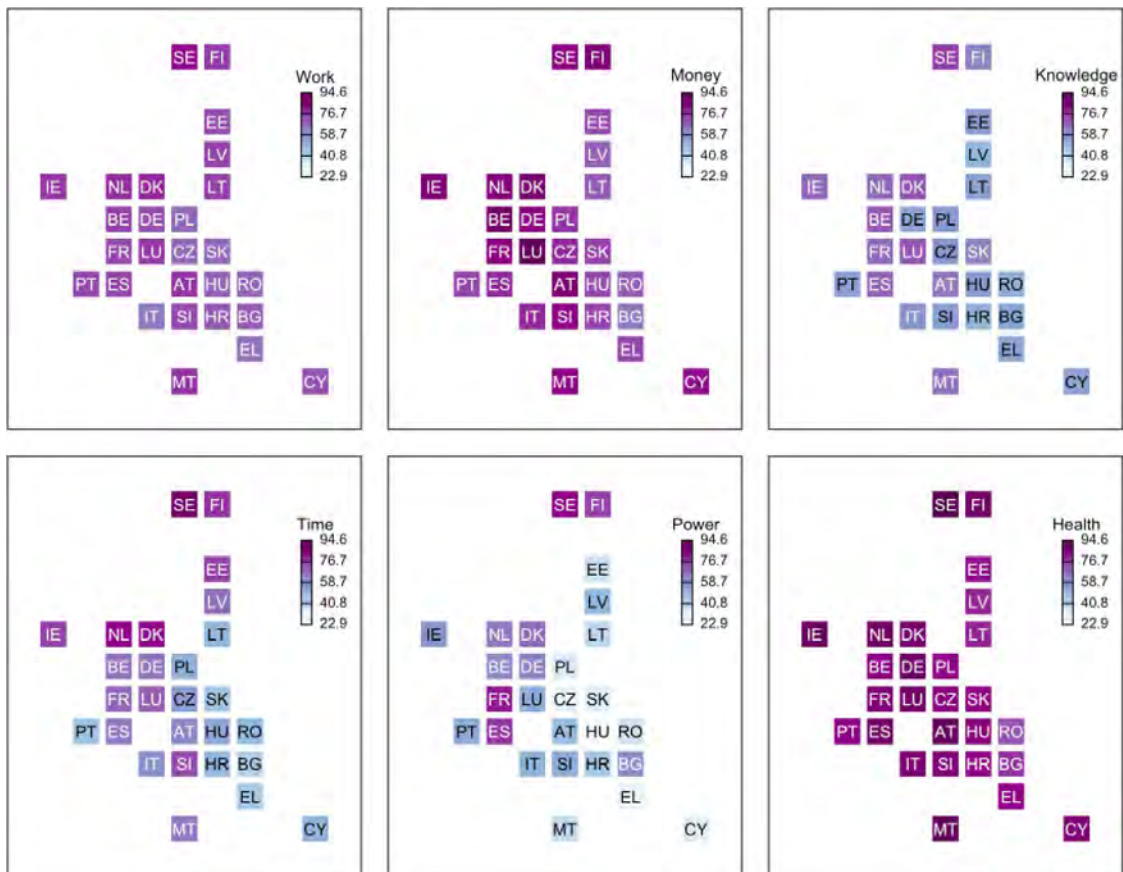 SE FI
Work
94.6
76.7
58.7
40.8
22.9
EE
LV
IE NL DK LT
BE DE PL
FR LU CZ SK
PT ES AT HU RO
IT SI HR BG
EL
MT CY
SE FI
Money
94.6
76.7
58.7
40.8
22.9
EE
LV
IE NL DK LT
BE DE PL
FR LU CZ SK
PT ES AT HU RO
IT SI HR BG
EL
MT CY
SE FI
Knowledge
94.6
76.7
58.7
40.8
22.9
EE
LV
IE NL DK LT
BE DE PL
FR LU CZ SK
PT ES AT HU RO
IT SI HR BG
EL
MT CY
SE FI
Time
94.6
76.7
58.7
40.8
22.9
EE
LV
IE NL DK LT
BE DE PL
FR LU CZ SK
PT ES AT HU RO
IT SI HR BG
EL
MT CY
SE FI
Power
94.6
76.7
58.7
40.8
22.9
EE
LV
IE NL DK LT
BE DE PL
FR LU CZ SK
PT ES AT HU RO
IT SI HR BG
EL
MT CY
SE FI
Health
94.6
76.7
58.7
40.8
22.9
EE
LV
IE NL DK LT
BE DE PL
FR LU CZ SK
PT ES AT HU RO
IT SI HR BG
EL
MT CY